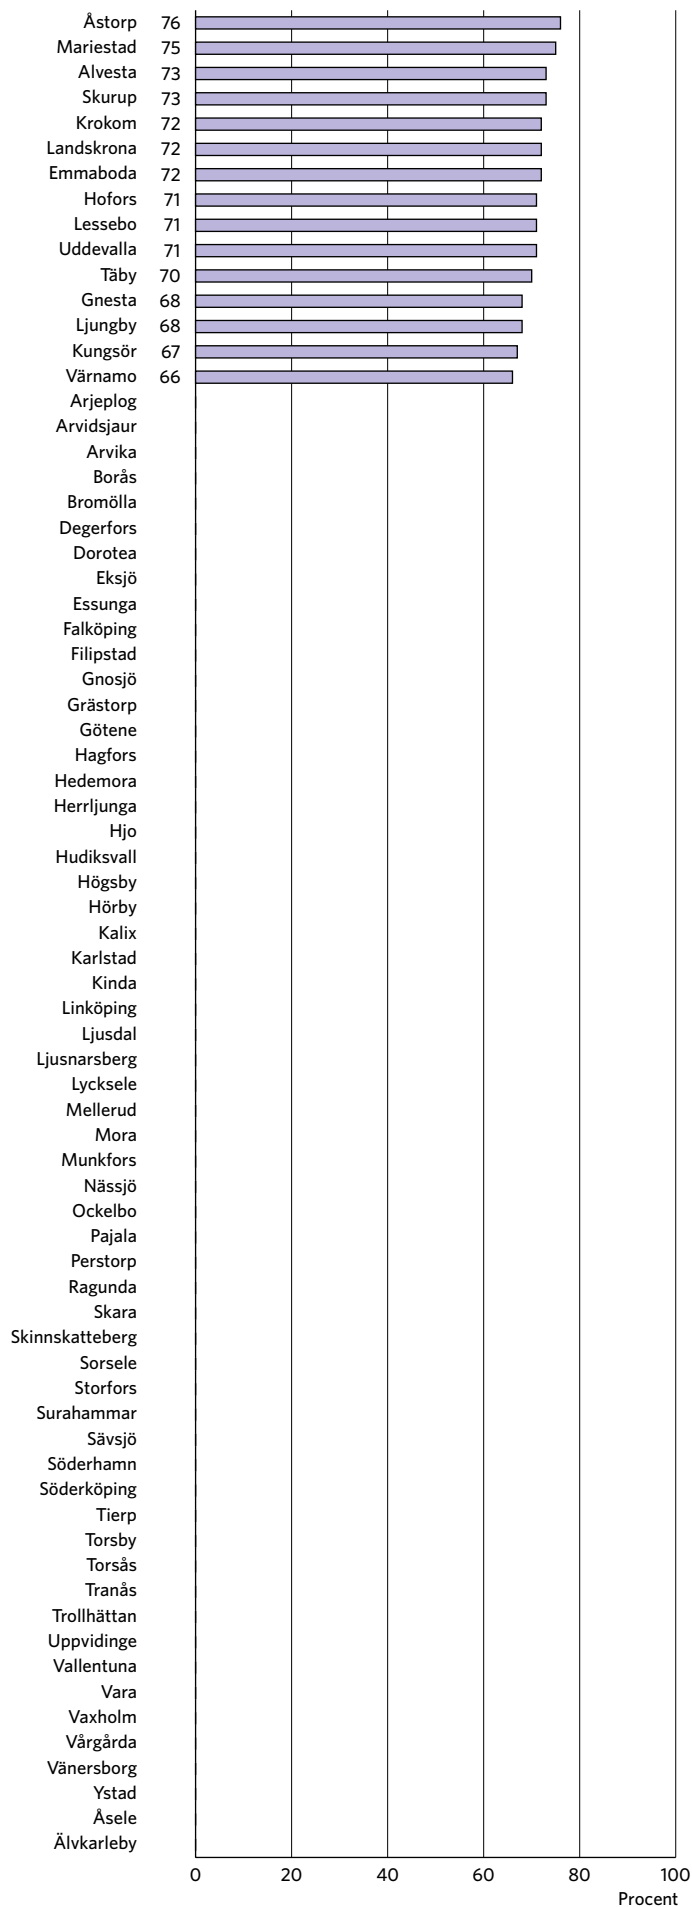 Åstorp 76
Mariestad 75
Alvesta 73
Skurup 73
Krokom 72
Landskrona 72
Emmaboda 72
Hofors 71
Lessebo 71
Uddevalla 71
Täby 70
Gnesta 68
Ljungby 68
Kungsör 67
Värnamo 66
Arjeplog
Arvidsjaur
Arvika
Borås
Bromölla
Degerfors
Dorotea
Eksjö
Essunga
Falköping
Filipstad
Gnosjö
Grästorp
Götene
Hagfors
Hedemora
Herrljunga
Hjo
Hudiksvall
Högsby
Hörby
Kalix
Karlstad
Kinda
Linköping
Ljusdal
Ljusnarsberg
Lycksele
Mellerud
Mora
Munkfors
Nässjö
Ockelbo
Pajala
Perstorp
Ragunda
Skara
Skinnskatteberg
Sorsele
Storfors
Surahammar
Sävsjö
Söderhamn
Söderköping
Tierp
Torsby
Torsås
Tranås
Trollhättan
Uppvidinge
Vallentuna
Vara
Vaxholm
Vårgårda
Vänersborg
Ystad
Åsele
Älvkarleby
0 20 40 60 80 100
Procent